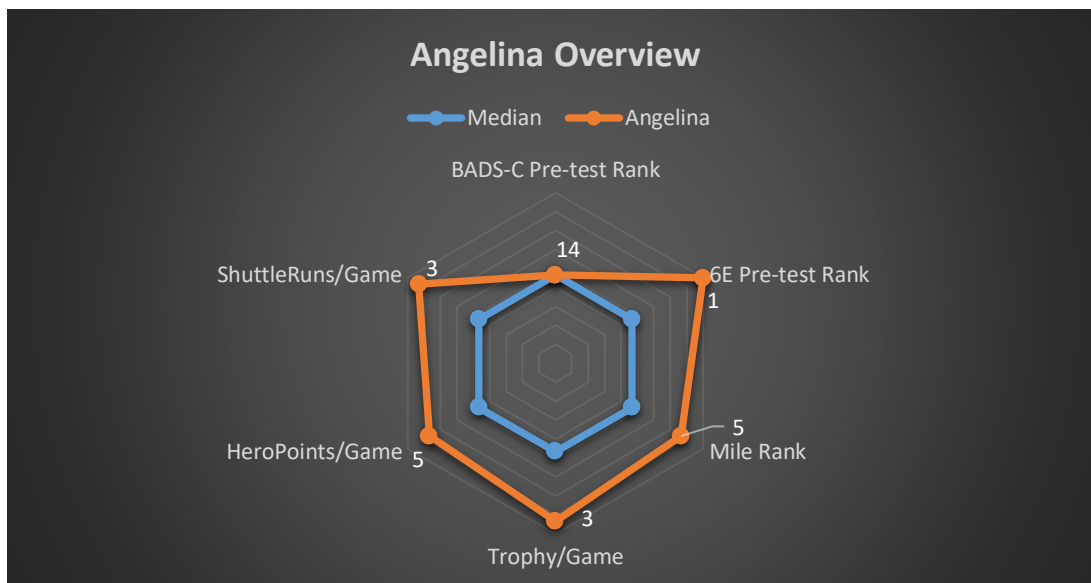 Angelina Overview
Median Angelina
BADS-C Pre-test Rank
14
ShuttleRuns/Game 3
6E Pre-test Rank
1
HeroPoints/Game
5
5
Mile Rank
3
Trophy/Game